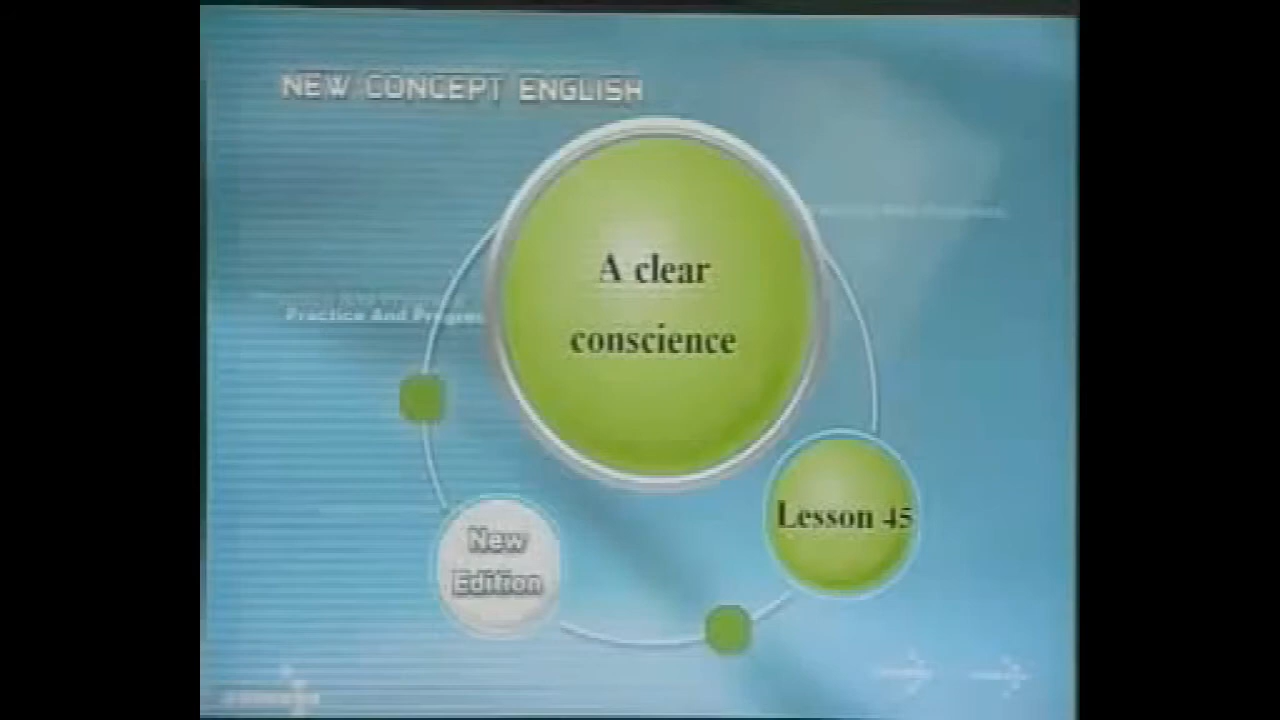 NEW CONCEPT ENGLISH
A clear
conscience
Practice And Progress
Lesson 45
New
Edition